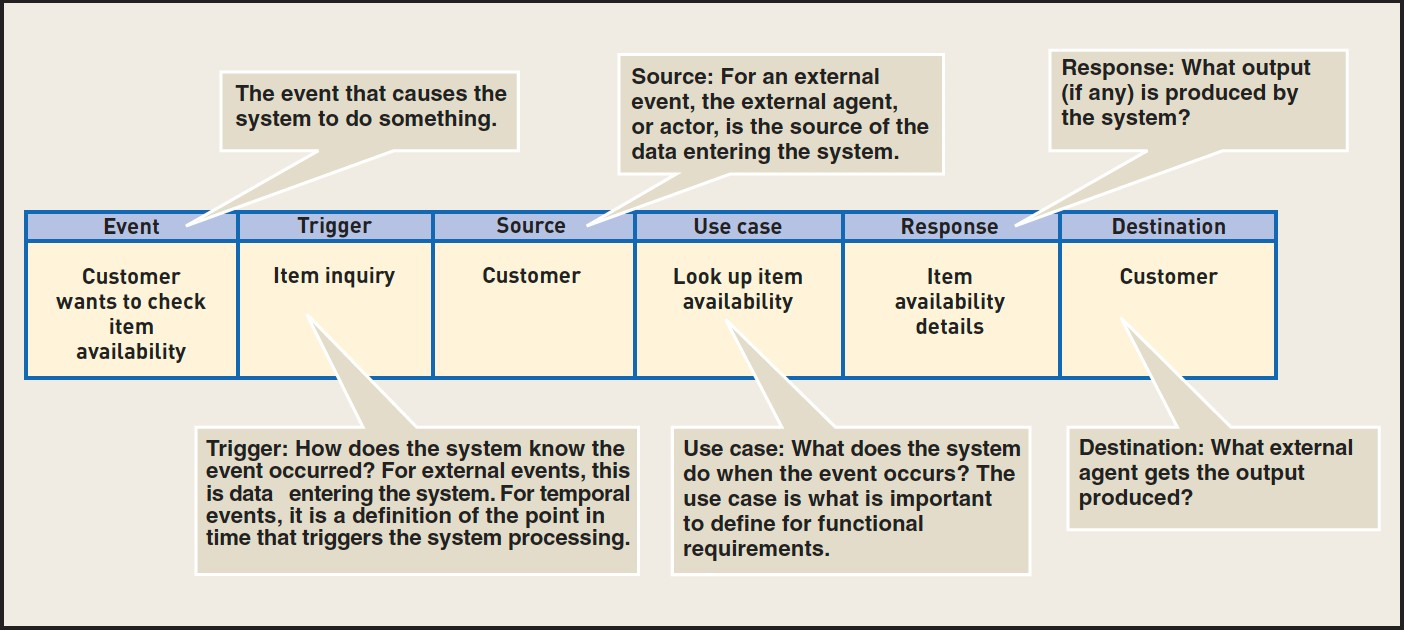 The event that causes the
system to do something.
Source: For an external
event, the external agent,
or actor, is the source of the
data entering the system.
Response: What output
(if any) is produced by
the system?
Event
Trigger
Source
Use case
Response
Destination
Customer
wants to check
item
availability
Item inquiry
Customer
Look up item
availability
Item
availability
details
Customer
Trigger: How does the system know the
event occurred? For external events, this
is data entering the system. For temporal
events, it is a definition of the point in
time that triggers the system processing.
Use case: What does the system
do when the event occurs? The
use case is what is important
to define for functional
requirements.
Destination: What external
agent gets the output
produced?